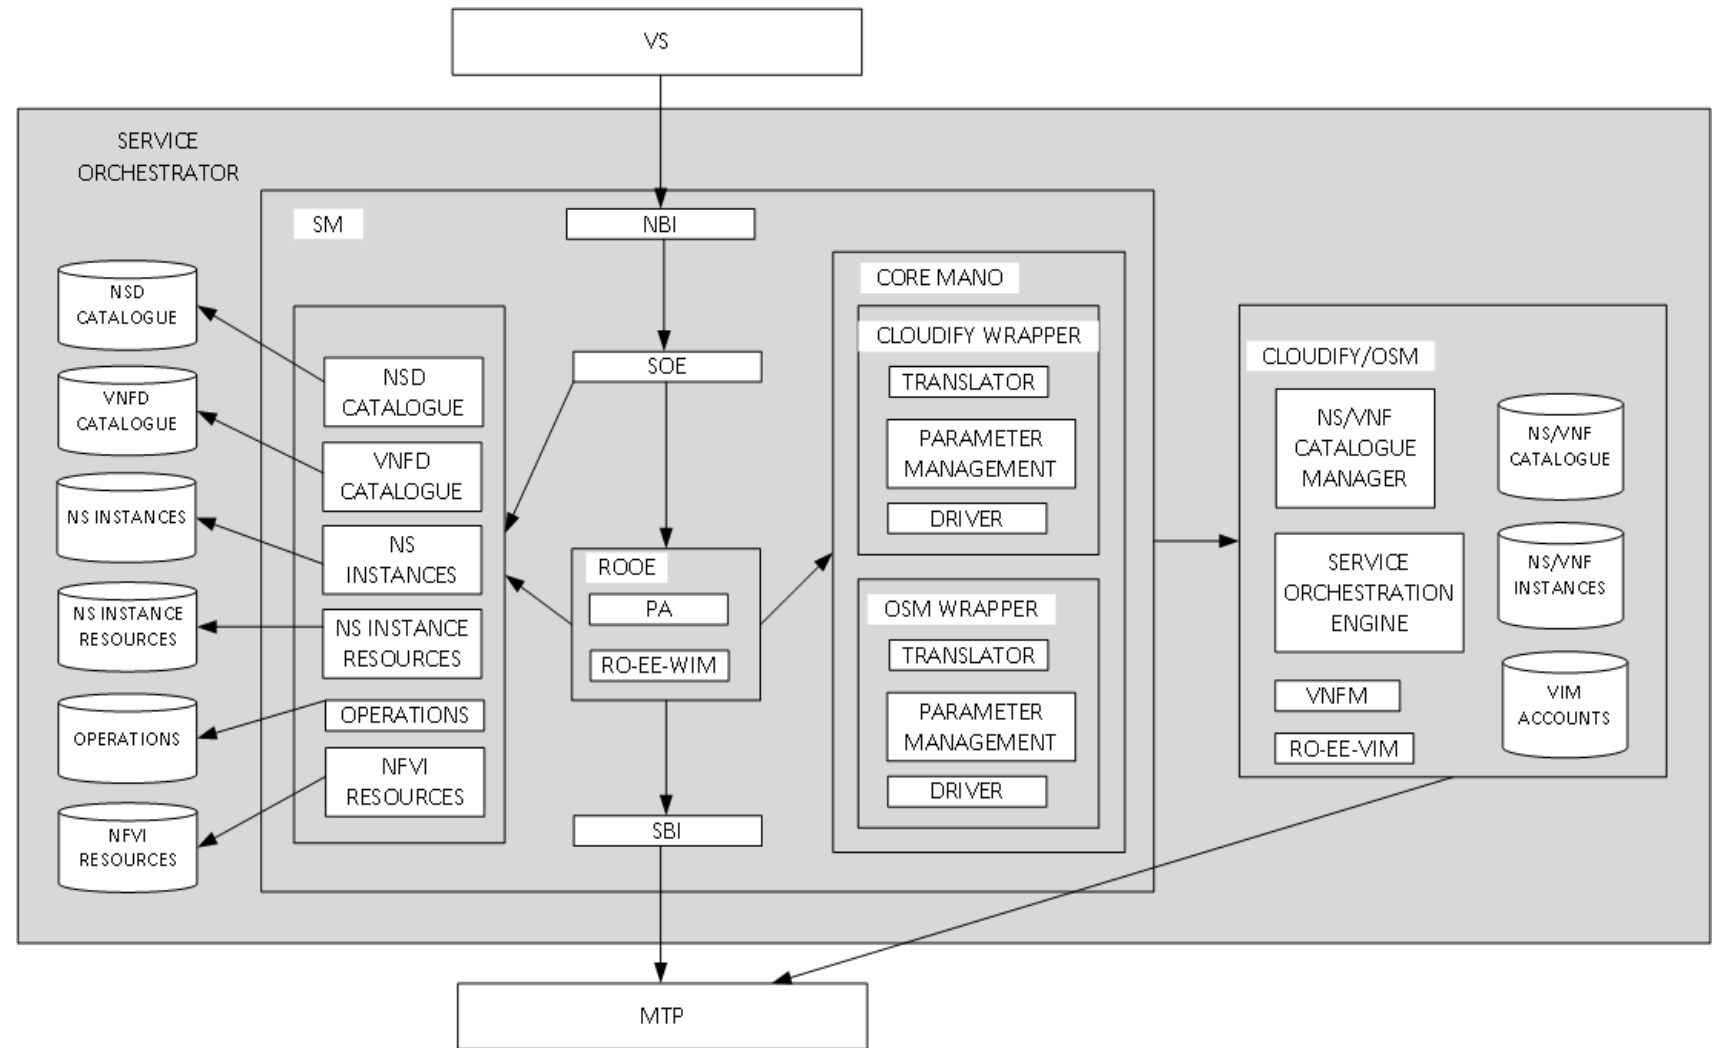 VS
SERVICE
ORCHESTRATOR
SM
NBI
NSD
CATALOGUE
VNFD
CATALOGUE
NS INSTANCES
NS INSTANCE
RESOURCES
OPERATIONS
NFVI
RESOURCES
NSD
CATALOGUE
VNFD
CATALOGUE
NS
INSTANCES
NS INSTANCE
RESOURCES
OPERATIONS
NFVI
RESOURCES
SOE
ROOE
PA
RO-EE-WIM
SBI
CORE MANO
CLOUDIFY WRAPPER
TRANSLATOR
PARAMETER
MANAGEMENT
DRIVER
OSM WRAPPER
TRANSLATOR
PARAMETER
MANAGEMENT
DRIVER
CLOUDIFY/OSM
NS/VNF
CATALOGUE
MANAGER
SERVICE
ORCHESTRATION
ENGINE
VNFM
RO-EE-VIM
NS/VNF
CATALOGUE
NS/VNF
INSTANCES
VIM
ACCOUNTS
MTP